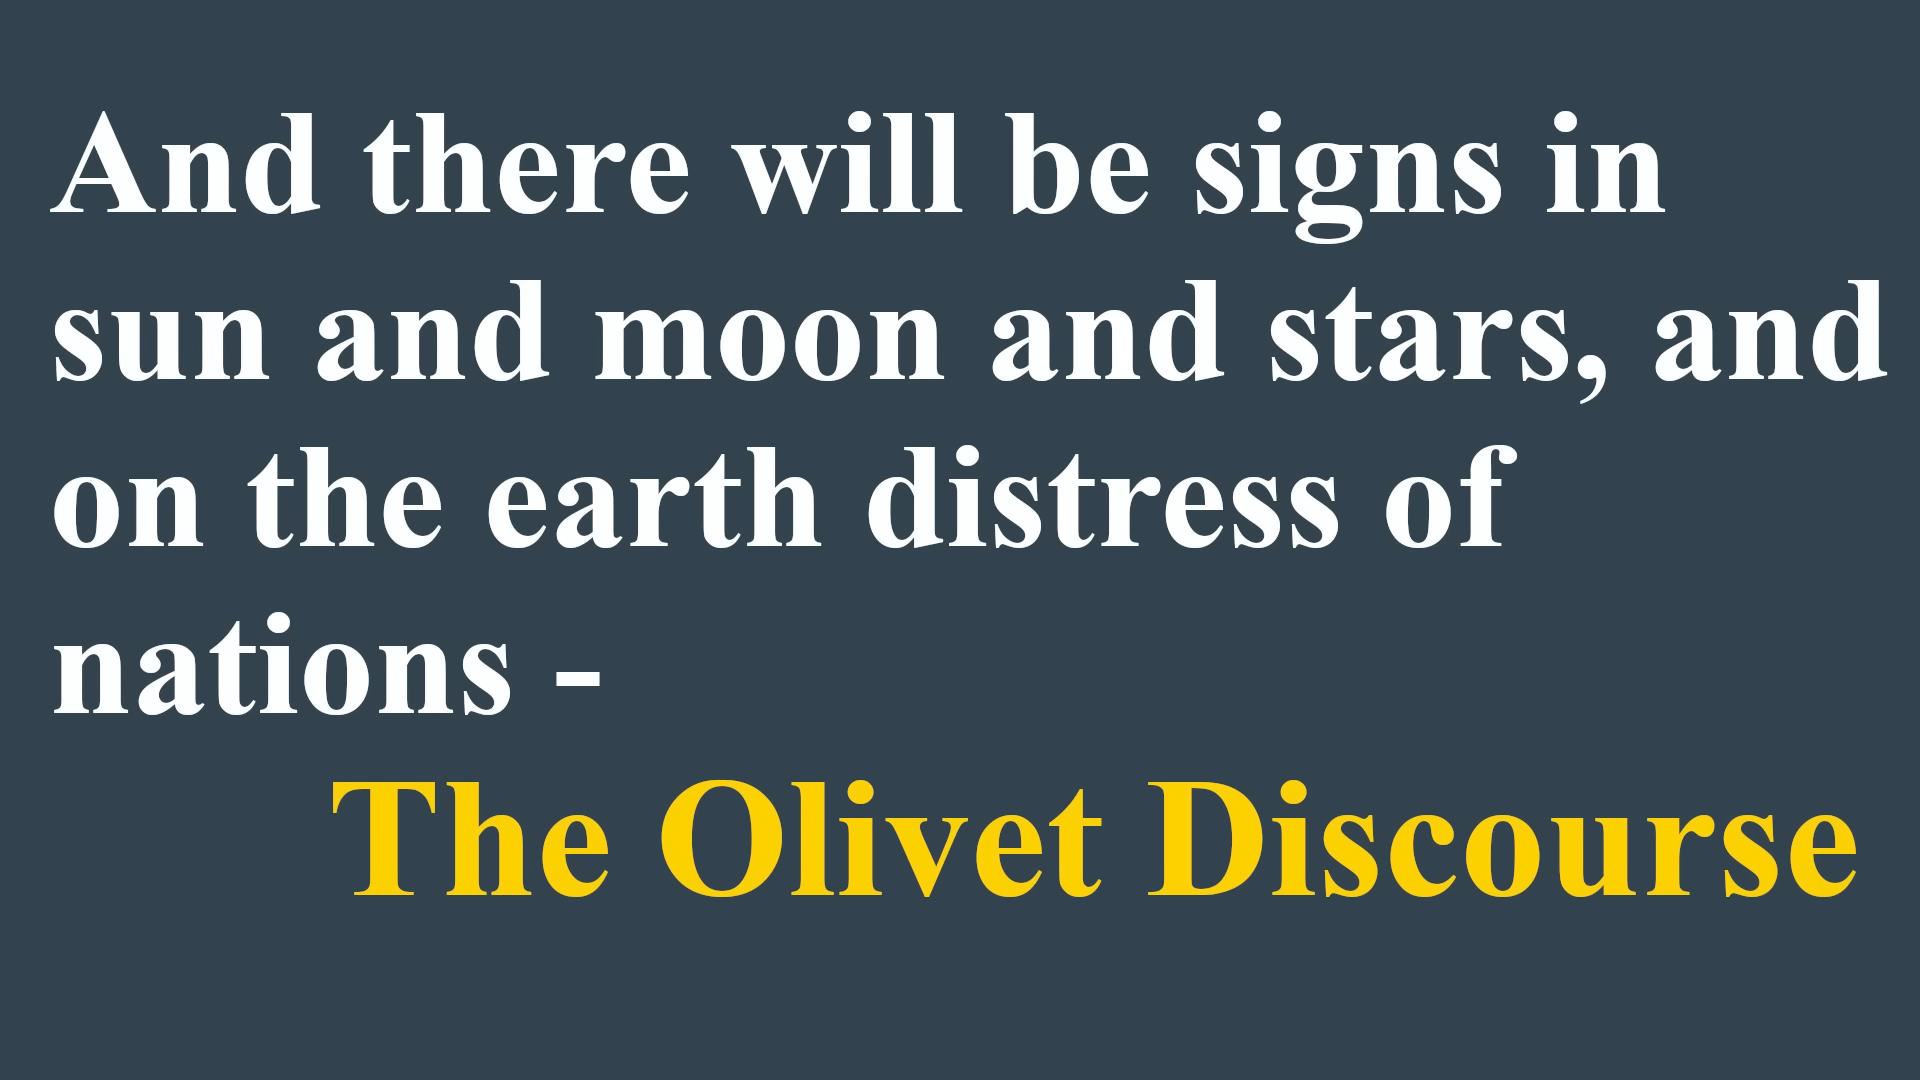 And there will be signs in
sun and moon and stars, and
on the earth distress of
nations -
The Olivet Discourse